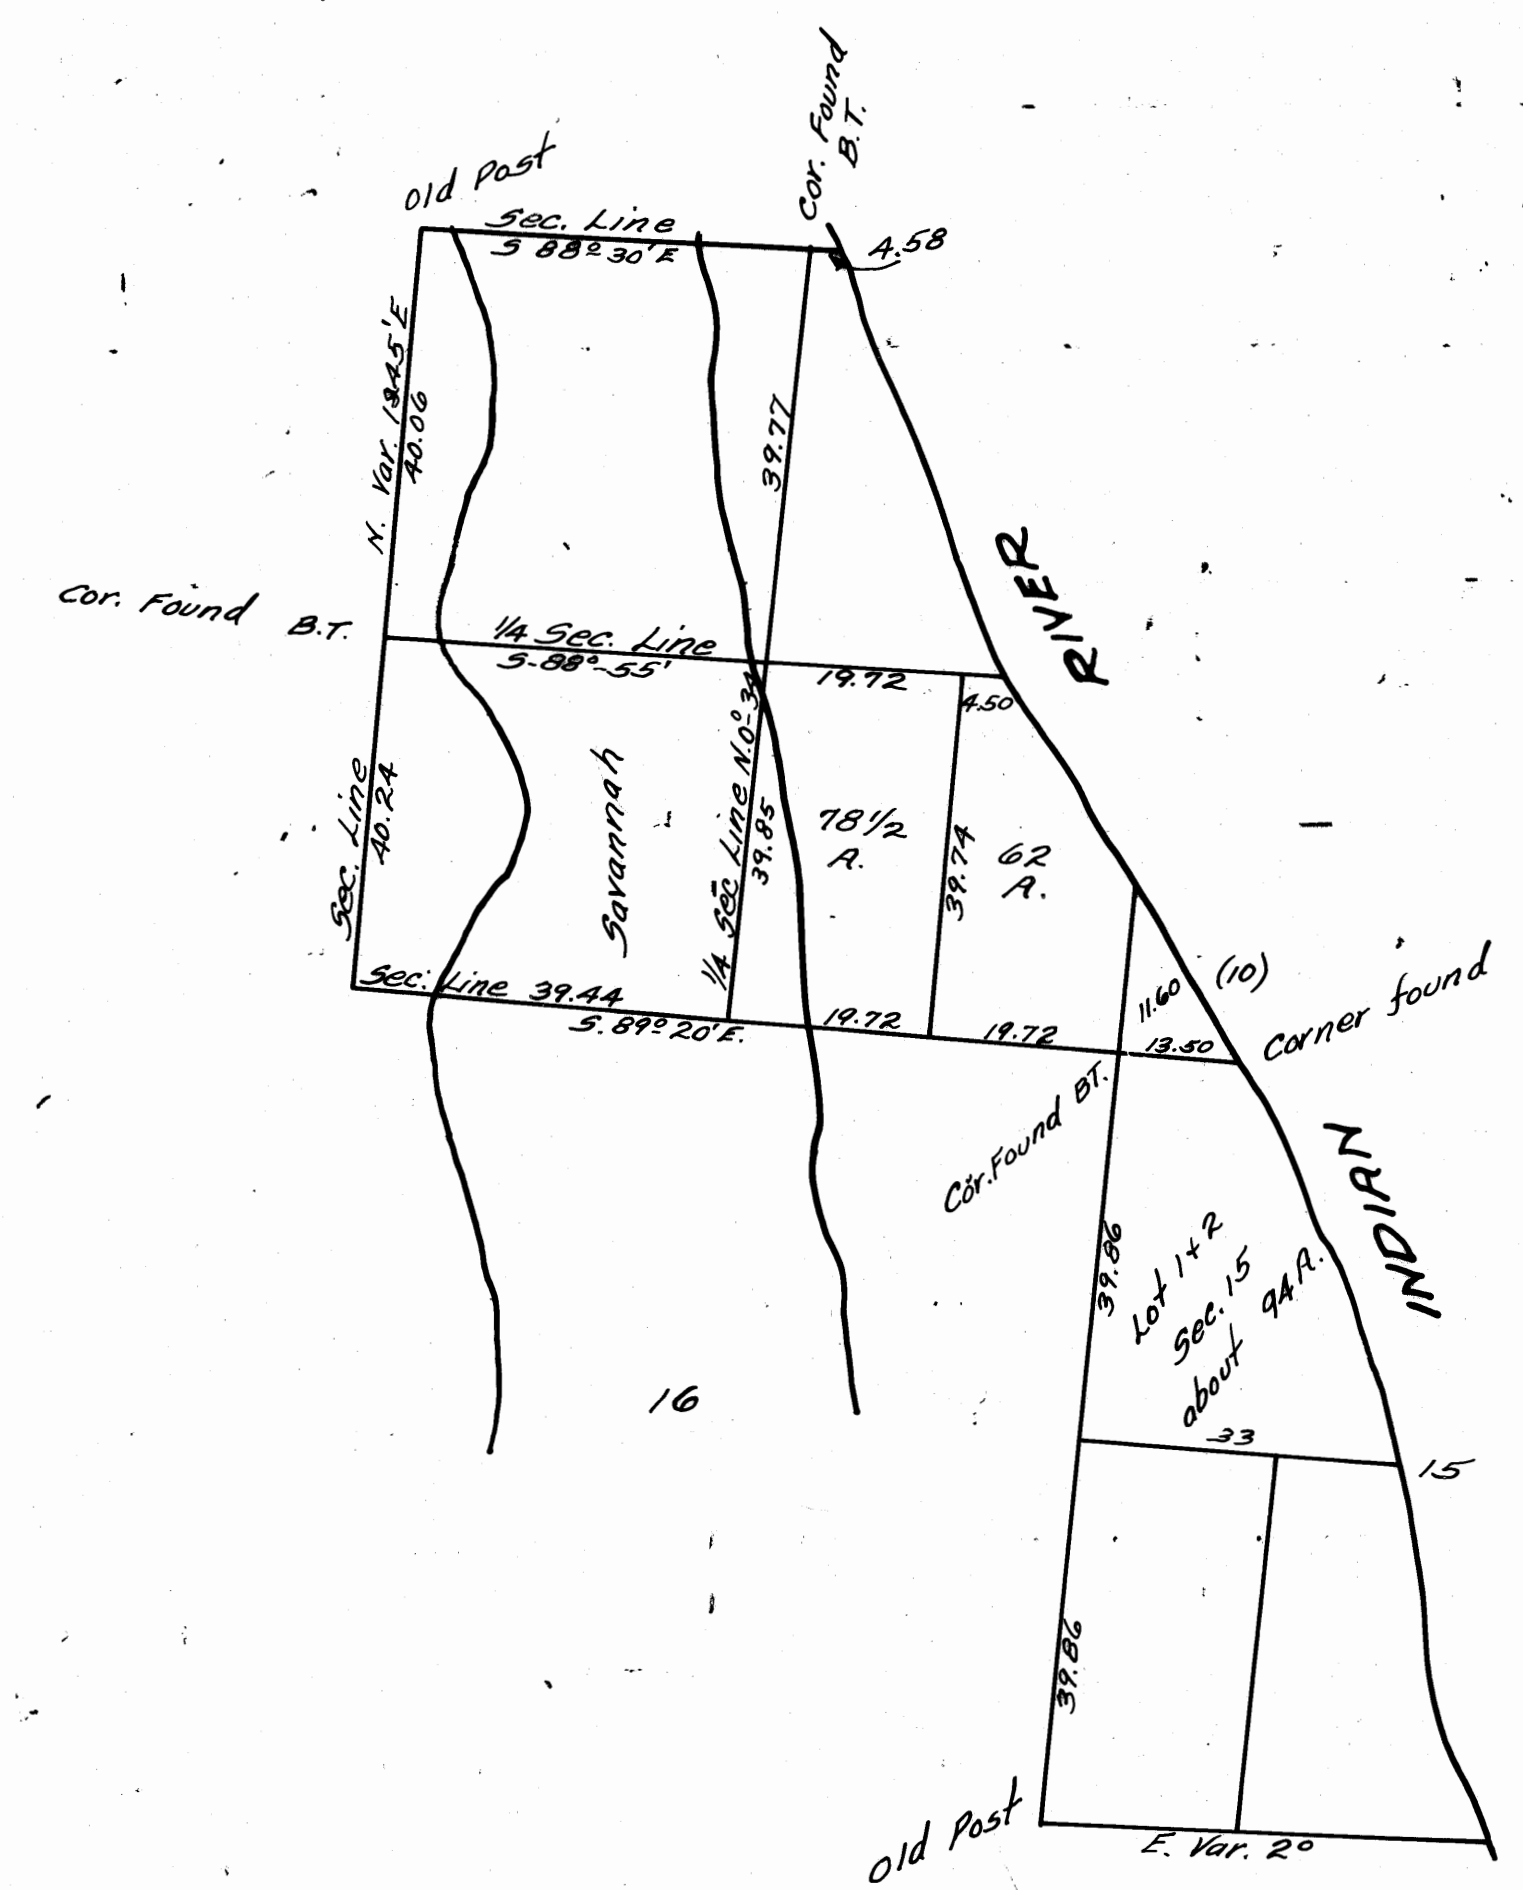 Cor. Found
B.T.
Old Post
Sec. Line
S 88° 30' E
4.58
N. Var. 1°45'E
40.06
39.77
RIVER
Cor. Found B.T.
1/4 Sec. Line
S-88°-55'
19.72
4.50
Sec. Line
40.24
Savannah
1/4 Sec Line N.0°-34
39.85
78 1/2
A.
39.74
62
A.
Sec. Line 39.44
S. 89° 20' E.
19.72
19.72
11.60
(10)
13.50
Corner found
Cor. Found BT.
INDIAN
39.86
Lot 1 + 2
Sec. 15
about 94 A.
16
33
15
39.86
Old Post
E. Var. 2°